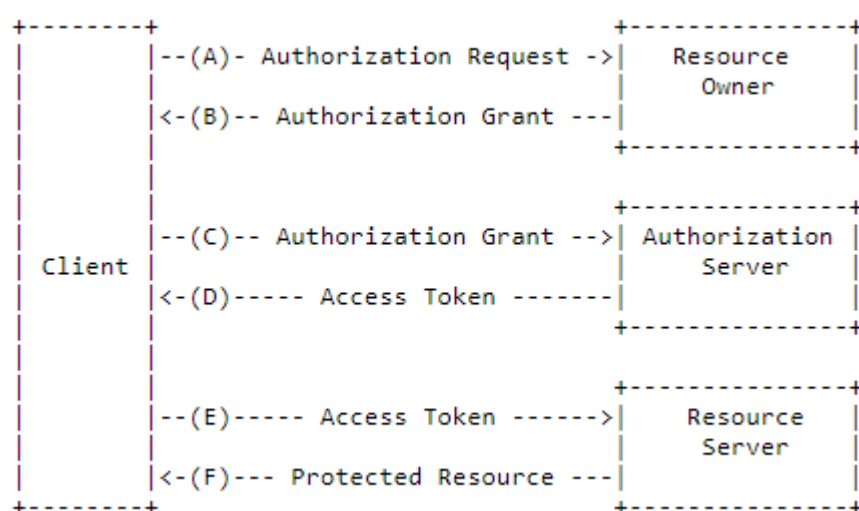 +--------+                               +---------------+
|        |--(A)- Authorization Request ->|   Resource    |
|        |                               |     Owner     |
|        |<-(B)-- Authorization Grant ---|               |
|        |                               +---------------+
|        |
|        |                               +---------------+
|        |--(C)-- Authorization Grant -->| Authorization |
| Client |                               |     Server    |
|        |<-(D)----- Access Token -------|               |
|        |                               +---------------+
|        |
|        |                               +---------------+
|        |--(E)----- Access Token ------>|    Resource   |
|        |                               |     Server    |
|        |<-(F)--- Protected Resource ---|               |
+--------+                               +---------------+